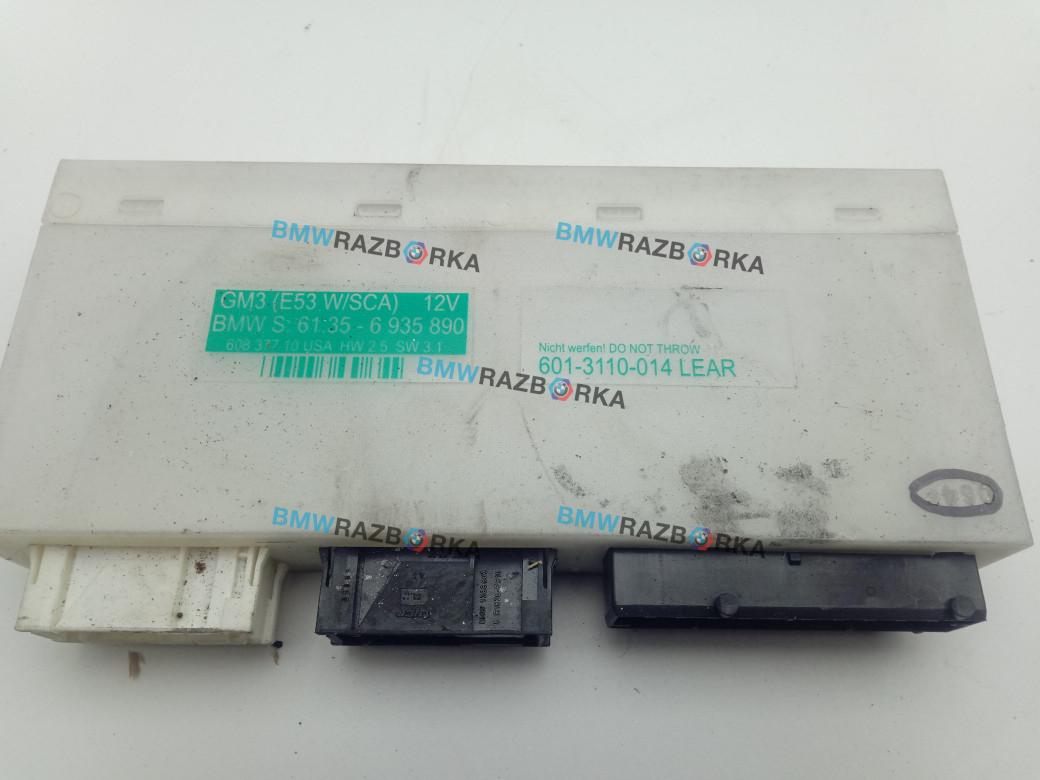 BMWRAZBORKA
BMWRAZBORKA
GM3 (E53 W/SCA) 12V
BMW S: 61.35 - 6 935 890
608 377 10 USA HW 2.5 SW 3.1
Nicht werfen! DO NOT THROW
601-3110-014 LEAR
BMWRAZBORKA
BMWRAZBORKA
BMWRAZBORKA